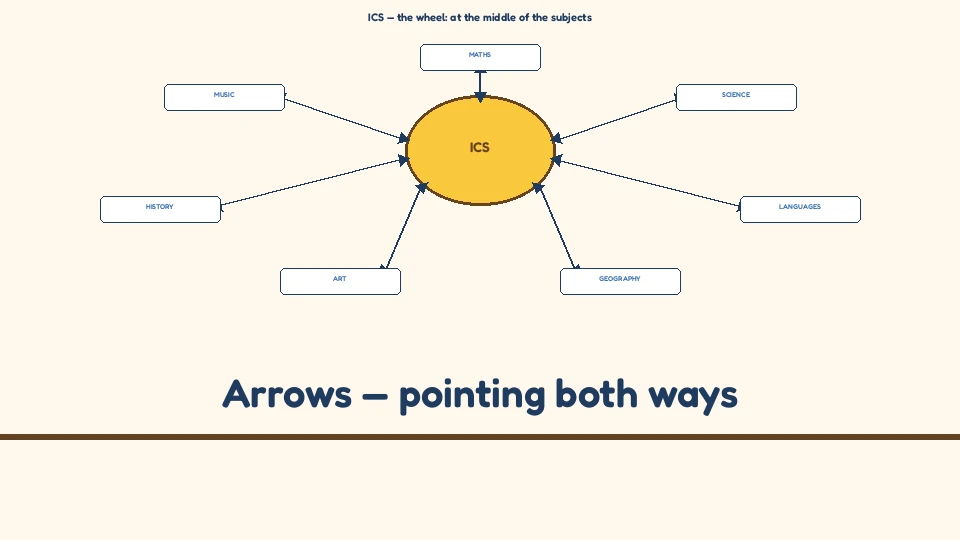 ICS — the wheel: at the middle of the subjects
MATHS
MUSIC
SCIENCE
ICS
HISTORY
LANGUAGES
ART
GEOGRAPHY
Arrows — pointing both ways